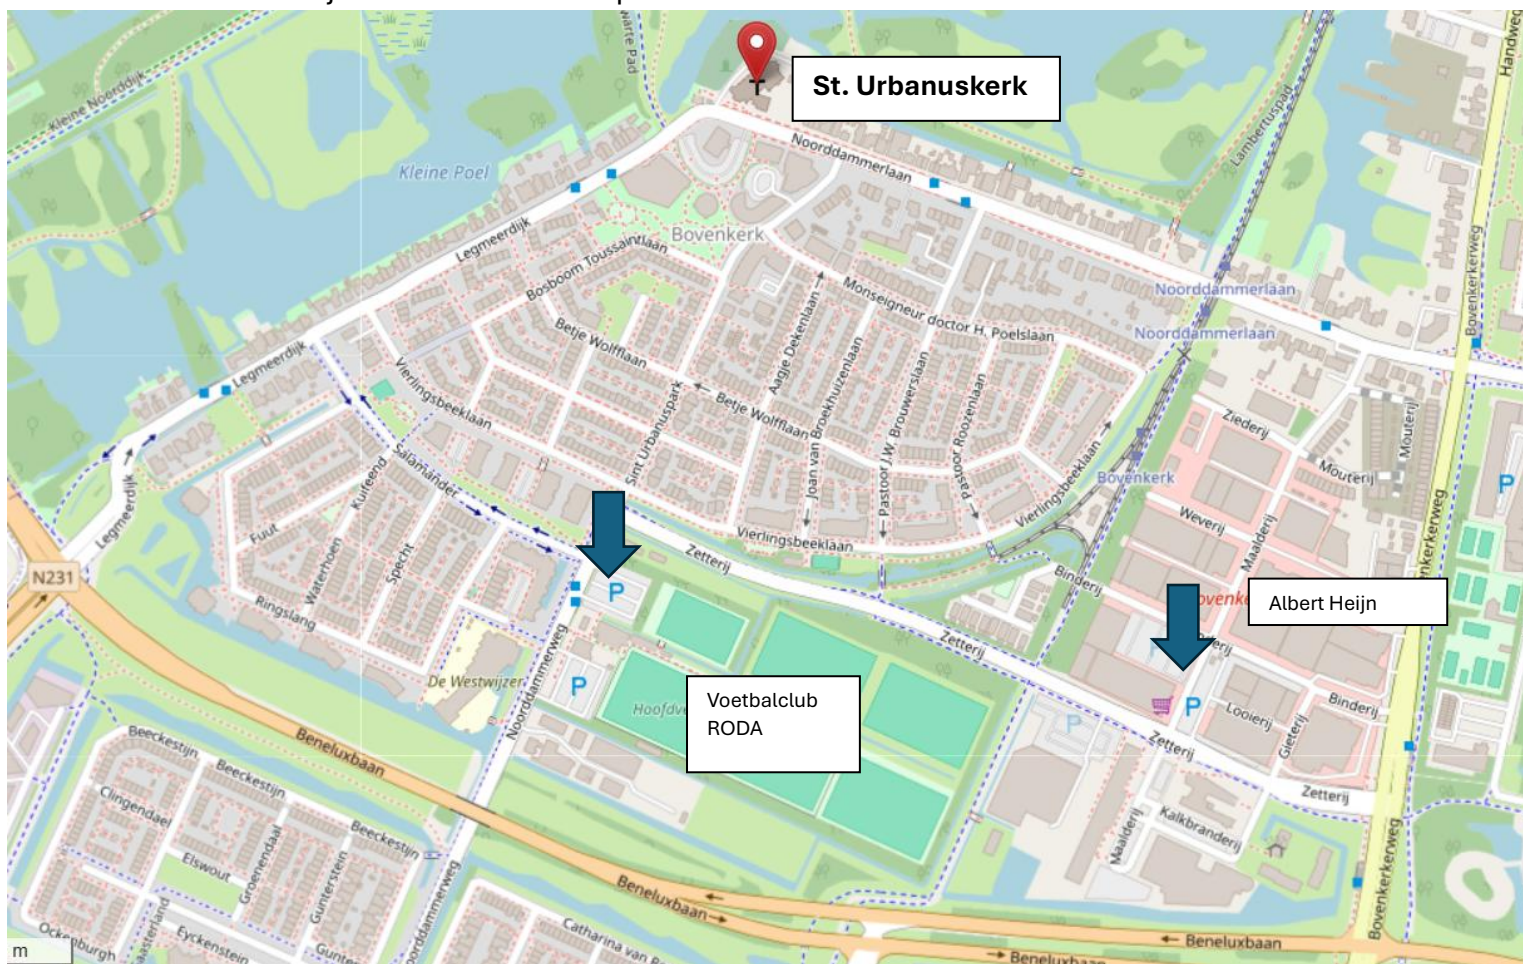 Kleine Noorddijk
St. Urbanuskerk
Handweg
Lambertuspad
Noorddammerlaan
Kleine Poel
Legmeerdijk
Bovenkerk
Bosboom Toussaintlaan
Monseigneur doctor H. Poelslaan
Noorddammerlaan
Noorddammerlaan
Bovenkerkerweg
Legmeerdijk
Betje Wolfflaan
Aagje Dekenlaan
Vierlingsbeeklaan
Sint Urbanuspark
Betje Wolfflaan
Joan van Broekhuizenlaan
Pastoor J.W. Brouwerslaan
Pastoor Roozenlaan
Vierlingsbeeklaan
Bovenkerk
Ziederij
Mouterij
Mouterij
Legmeerdijk
Salamander
Kuifeend
Fuut
Waterhoen
Specht
Ringslang
Vierlingsbeeklaan
Zetterij
Weverij
Maalderij
Binderij
N231
P
P
Albert Heijn
Zetterij
De Westwijzer
Noorddammerweg
P
Voetbalclub
RODA
P
P
Looierij
Gieterij
Binderij
Zetterij
Zetterij
Beneluxbaan
Beeckestijn
Beeckestijn
Beeckestijn
Clingendael
Elswout
Groenendaal
Gunterstein
Maalderij
Kalkbranderij
Bovenkerkerweg
Beneluxbaan
Beneluxbaan
Eyckenstein
m